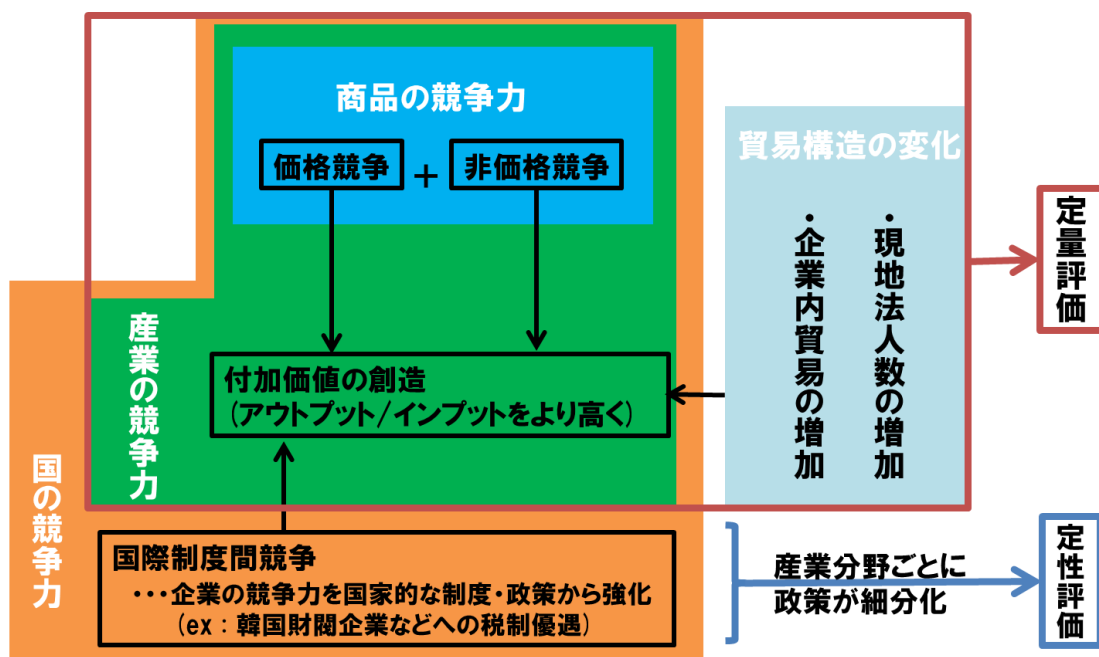 商品の競争力
価格競争
+
非価格競争
貿易構造の変化
・現地法人数の増加
・企業内貿易の増加
定量評価
産業の競争力
付加価値の創造
(アウトプット/インプットをより高く)
国の競争力
国際制度間競争
・・・企業の競争力を国家的な制度・政策から強化
(ex：韓国財閥企業などへの税制優遇)
産業分野ごとに
政策が細分化
定性評価